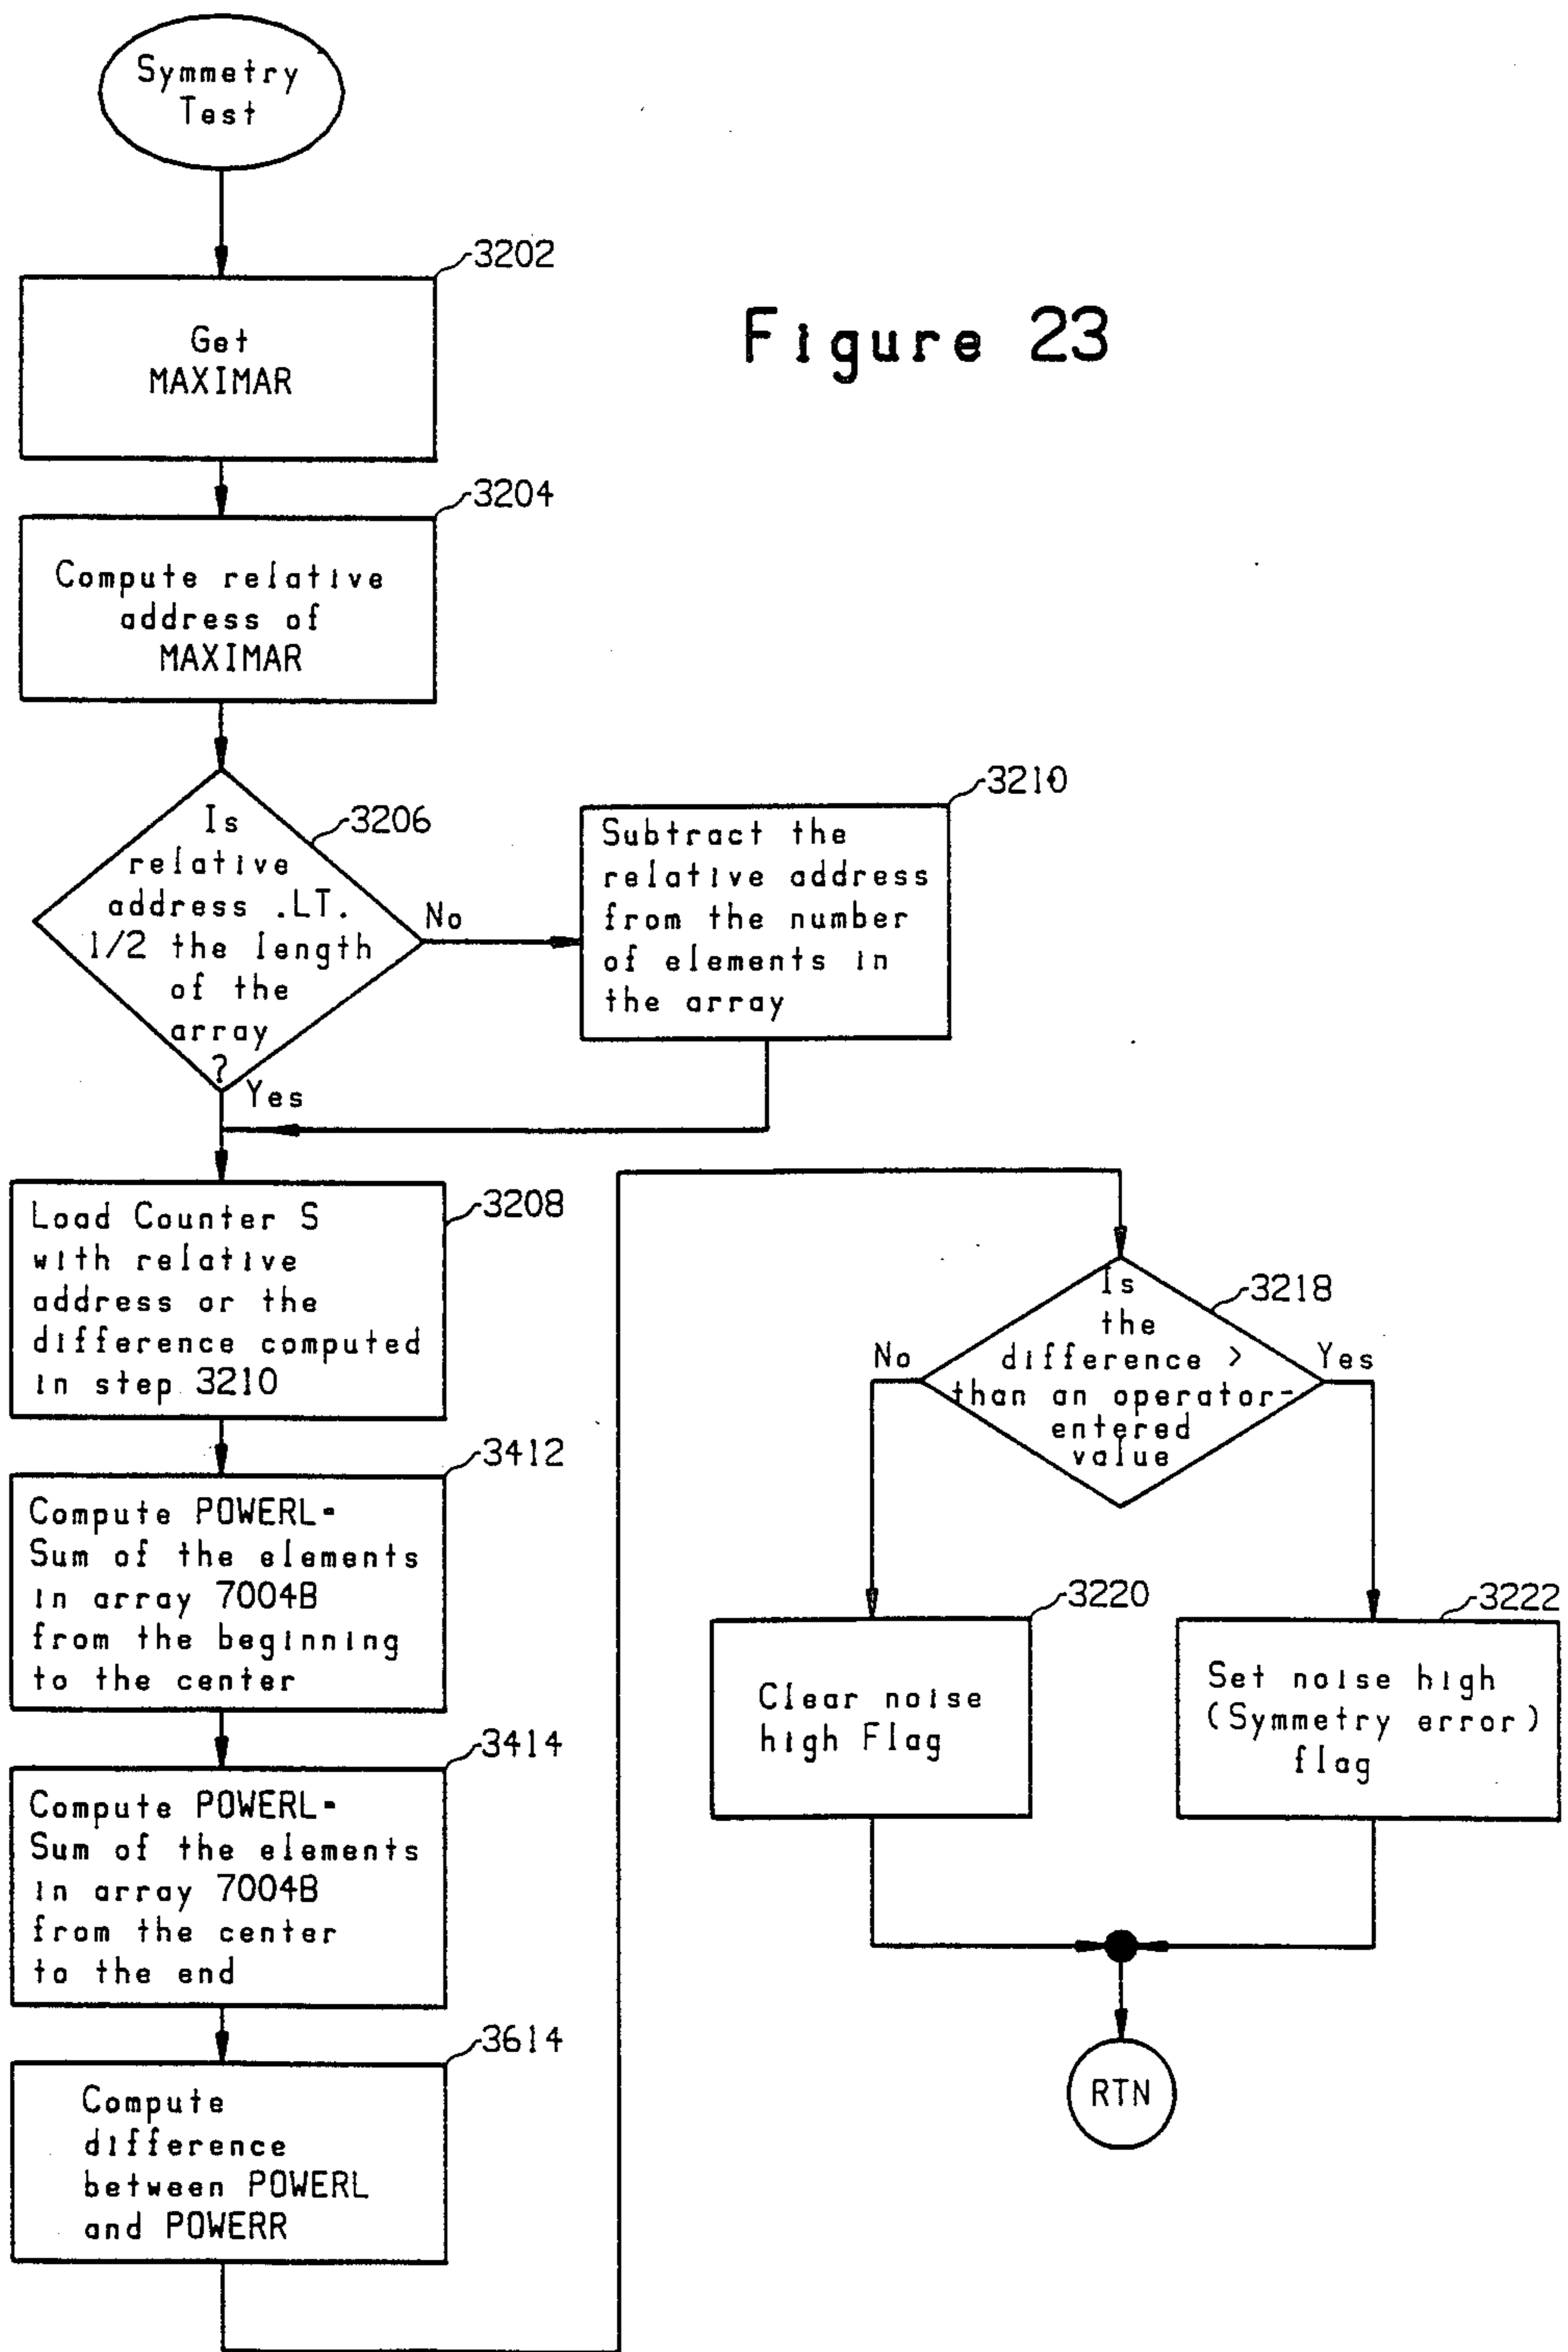 Symmetry
Test
3202
Get
MAXIMAR
Figure 23
3204
Compute relative
address of
MAXIMAR
3206
Is
relative
address .LT.
1/2 the length
of the
array
?
No
Yes
3210
Subtract the
relative address
from the number
of elements in
the array
3208
Load Counter S
with relative
address or the
difference computed
in step 3210
3412
Compute POWERL=
Sum of the elements
in array 7004B
from the beginning
to the center
3414
Compute POWERL=
Sum of the elements
in array 7004B
from the center
to the end
3614
Compute
difference
between POWERL
and POWERR
3218
Is
the
difference >
than an operator-
entered
value
No
Yes
3220
Clear noise
high Flag
3222
Set noise high
(Symmetry error)
flag
RTN